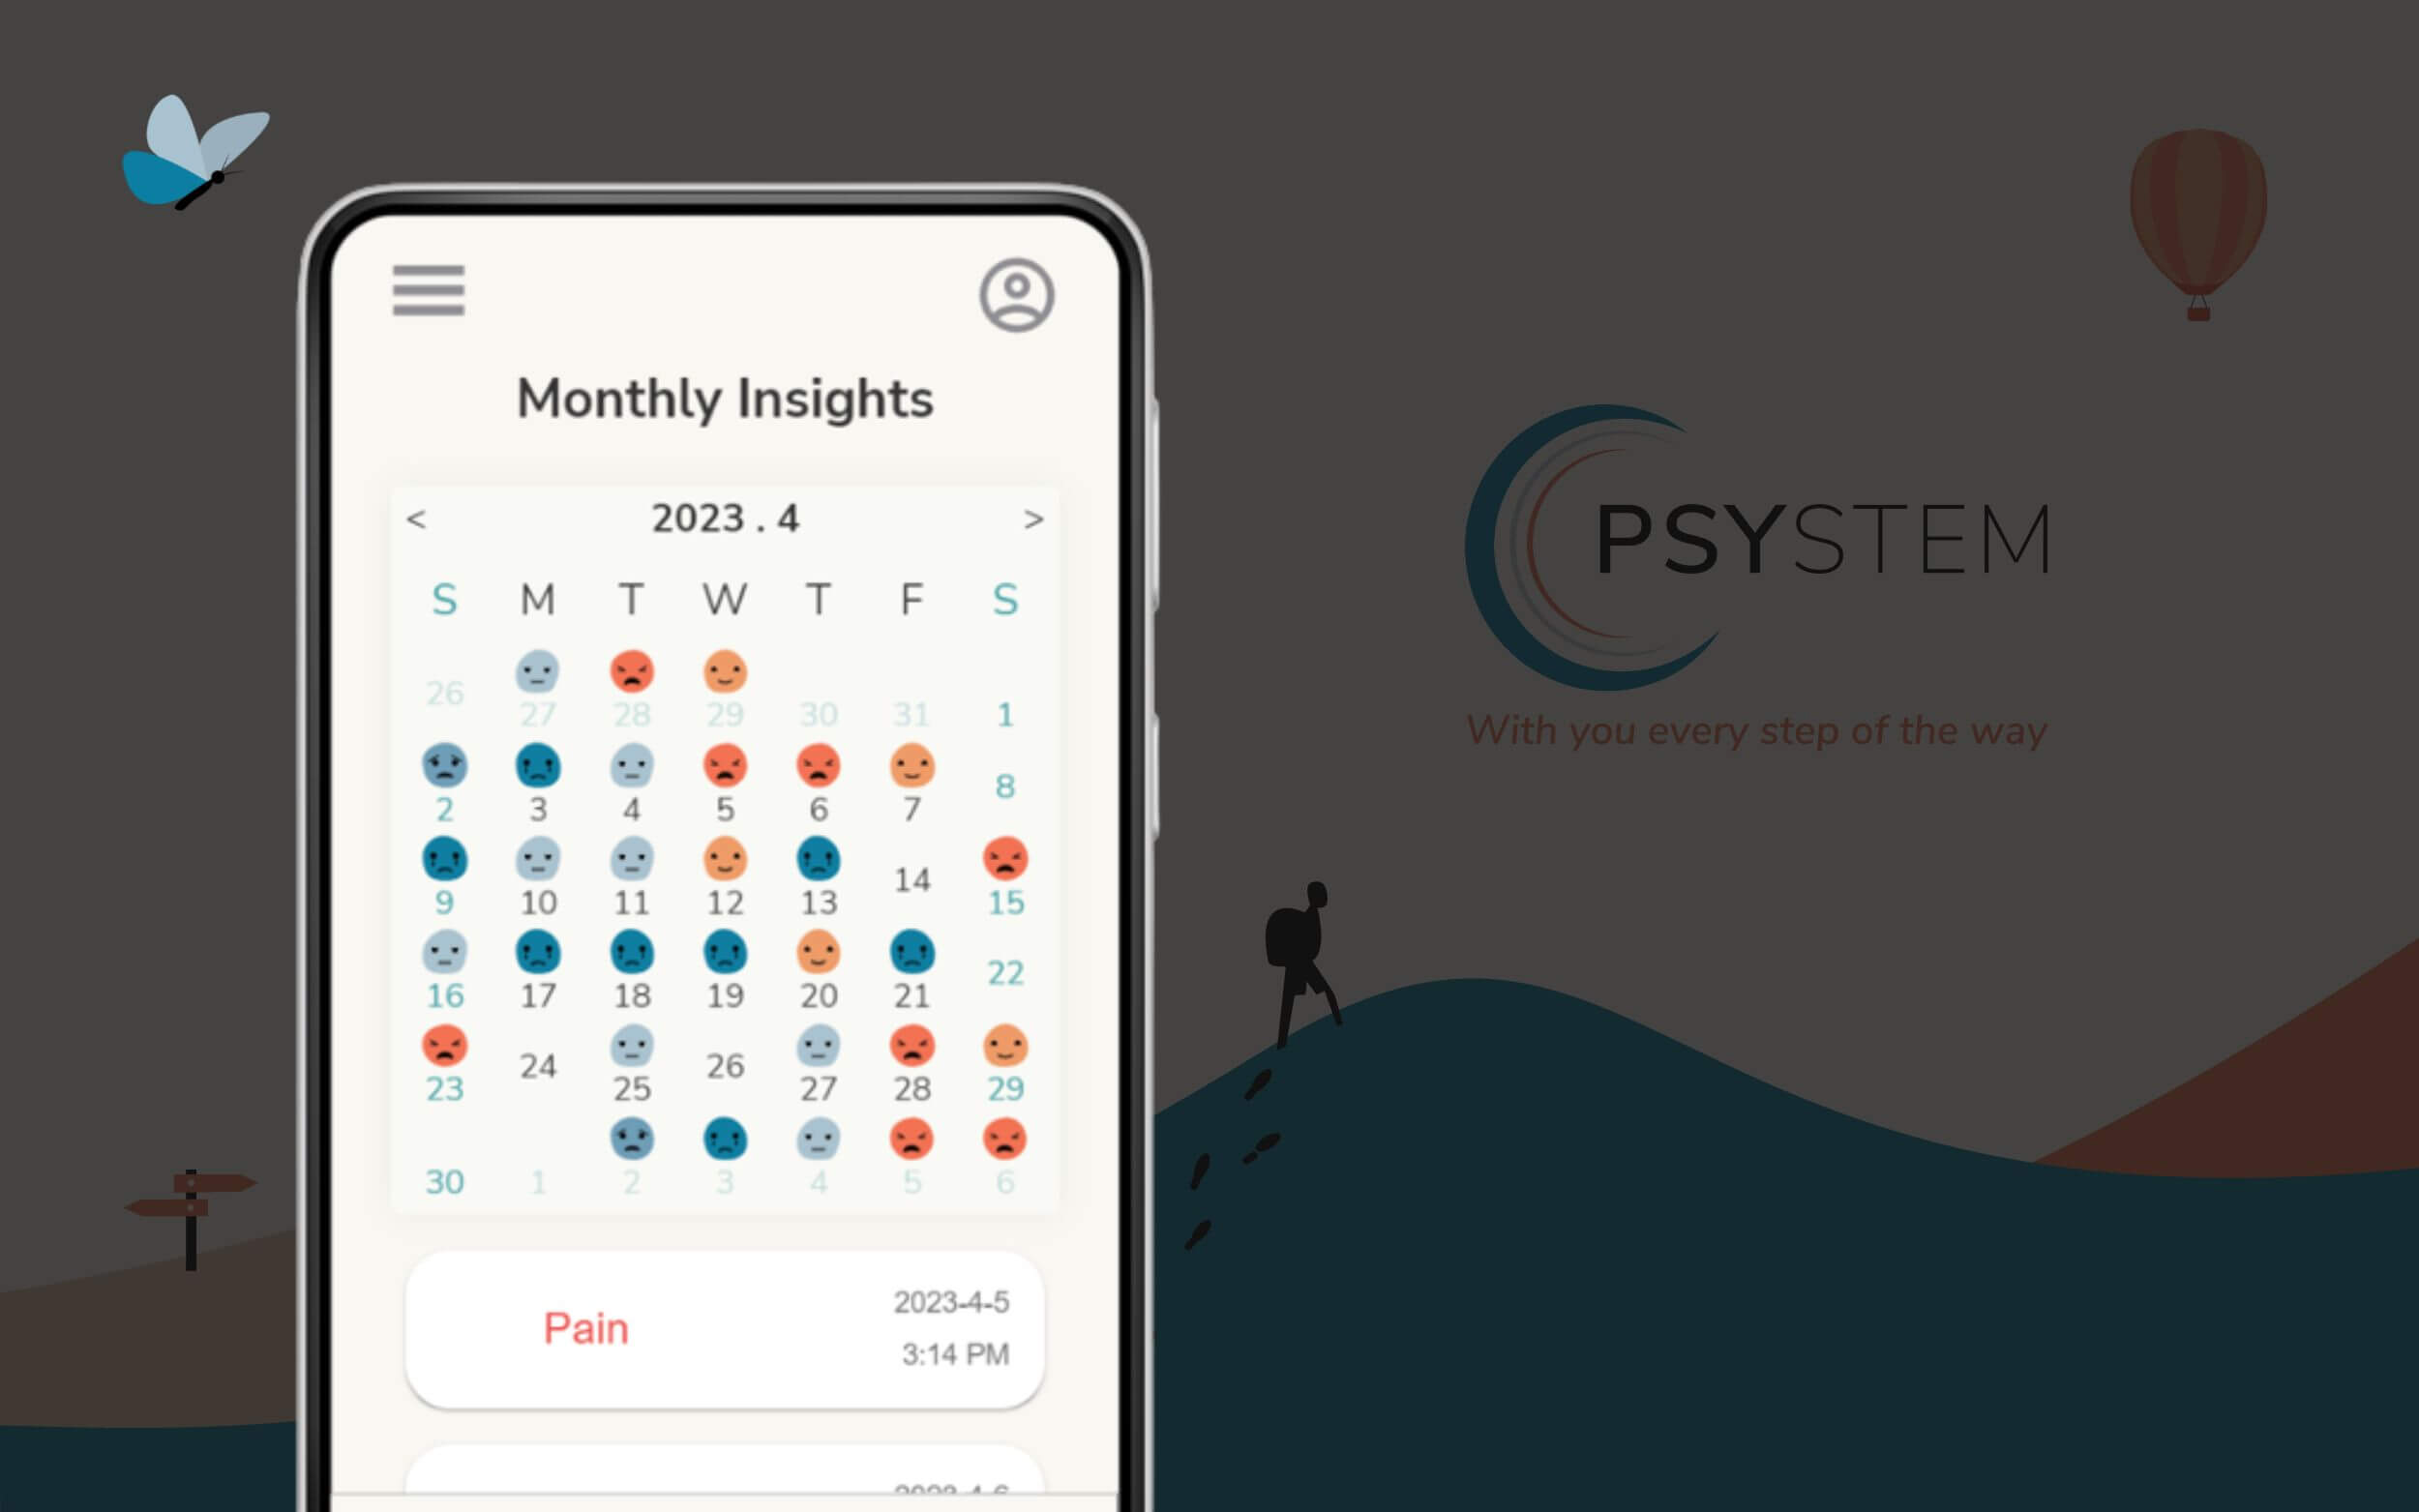 Monthly Insights
< 2023 . 4 >
S M T W T F S
26 27 28 29 30 31 1
2 3 4 5 6 7 8
9 10 11 12 13 14 15
16 17 18 19 20 21 22
23 24 25 26 27 28 29
30 1 2 3 4 5 6
Pain
2023-4-5
3:14 PM
PSYSTEM
With you every step of the way